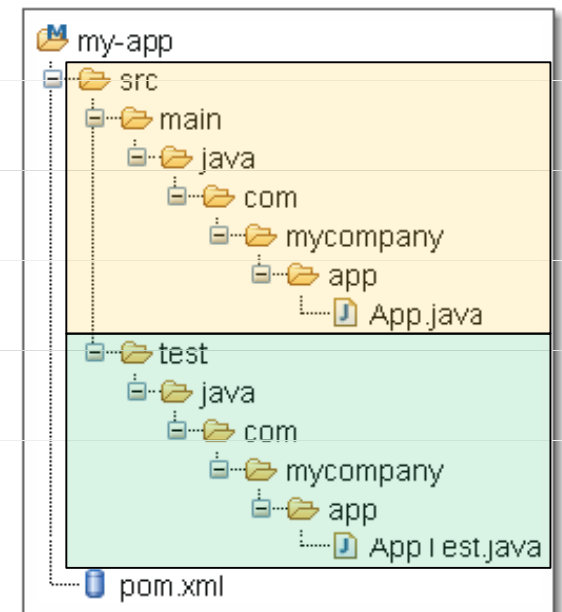 my-app
src
main
java
com
mycompany
app
App.java
test
java
com
mycompany
app
AppTest.java
pom.xml